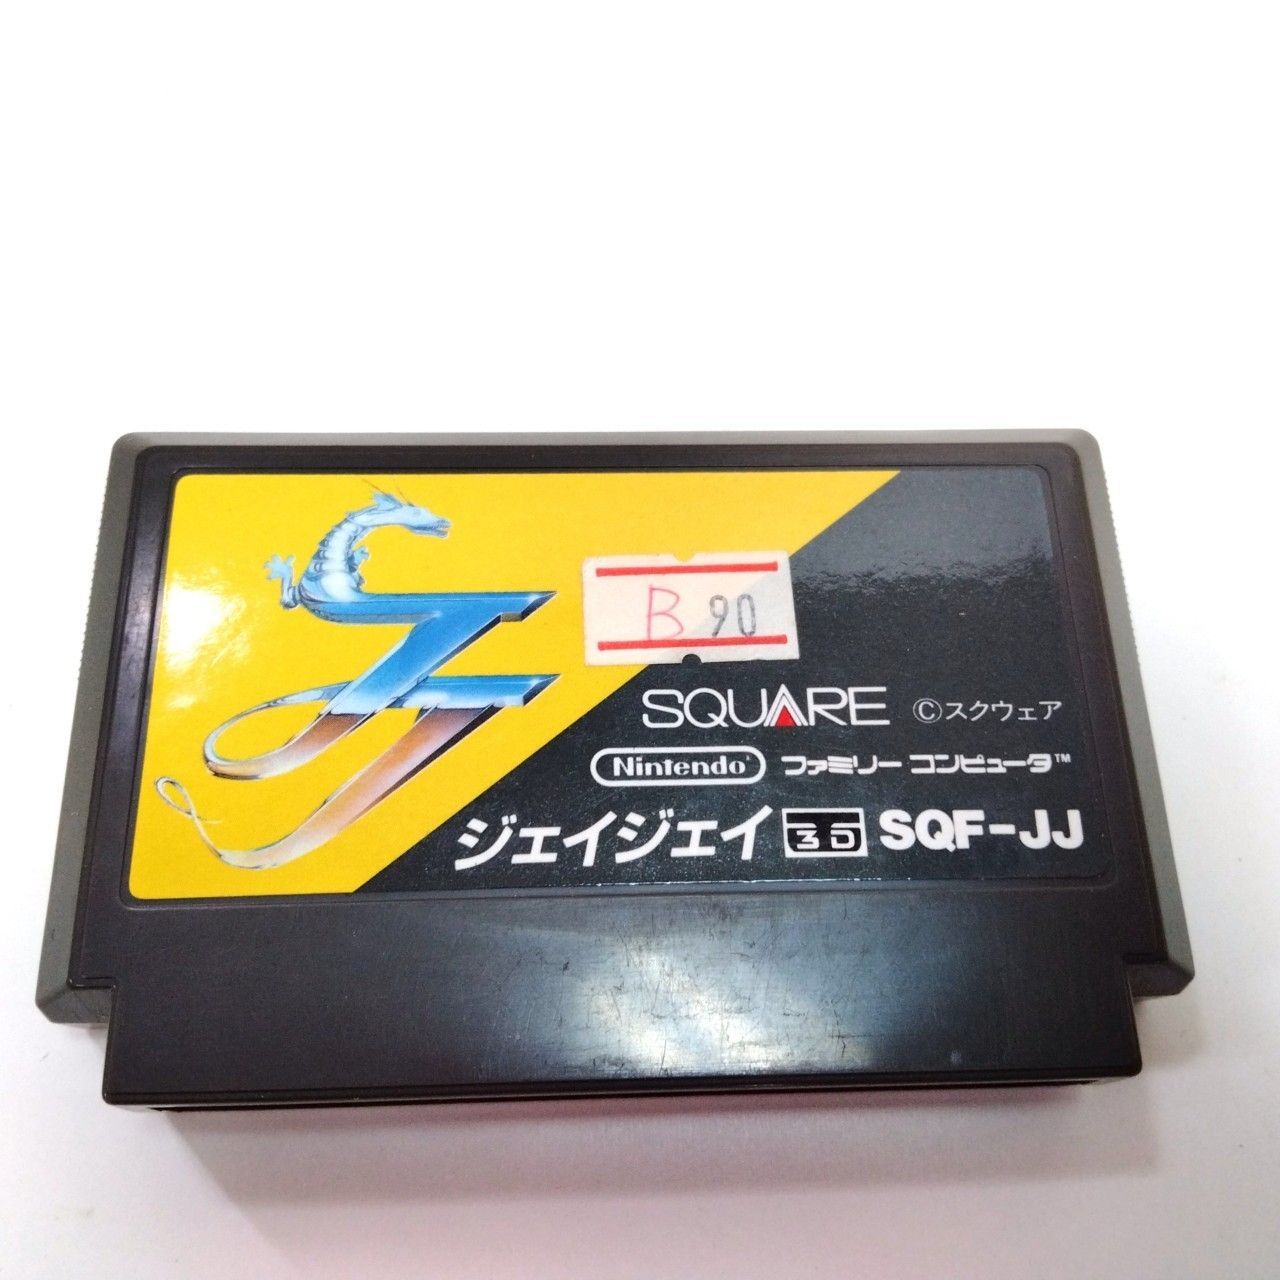 B 90
SQUARE ©スクウェア
Nintendo ファミリー コンピュータ™
ジェイジェイ 3D SQF-JJ